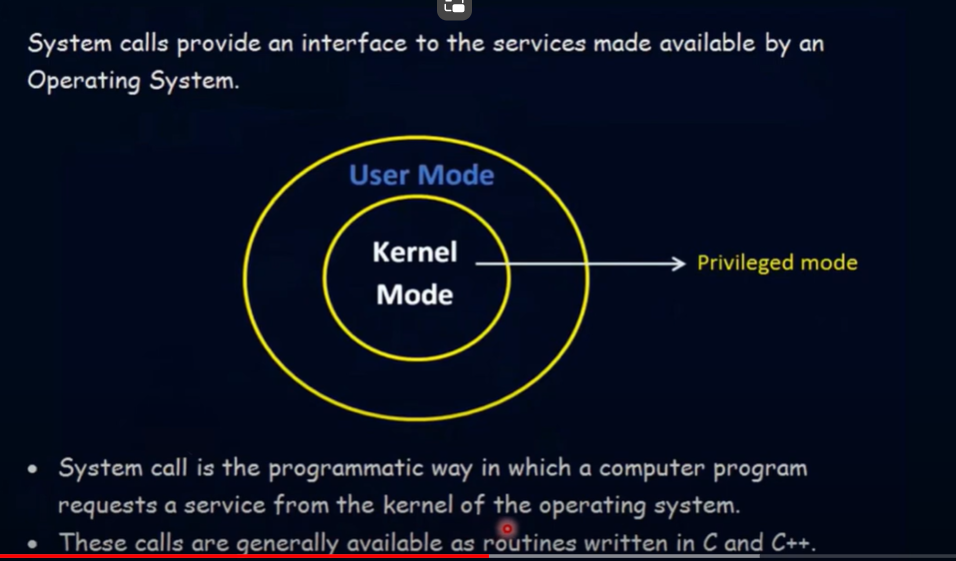 System calls provide an interface to the services made available by an
Operating System.
User Mode
Kernel
Mode
Privileged mode
• System call is the programmatic way in which a computer program
requests a service from the kernel of the operating system.
• These calls are generally available as routines written in C and C++.